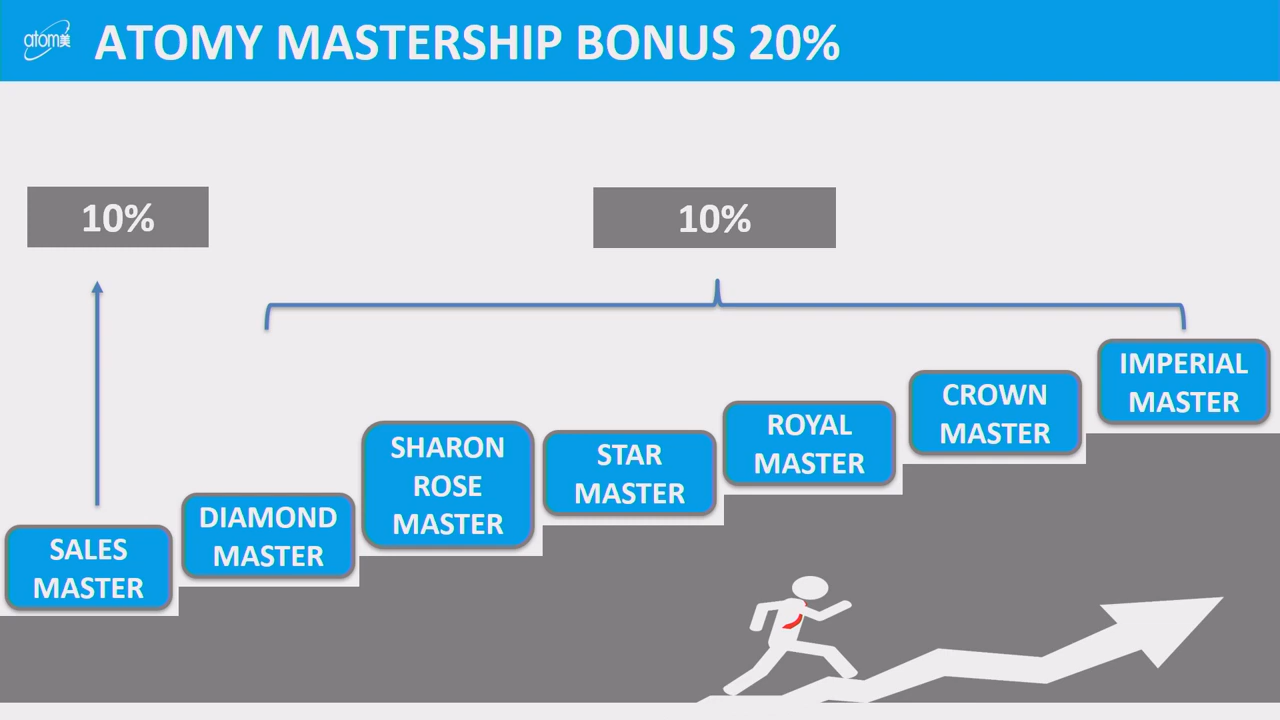 atom美
ATOMY MASTERSHIP BONUS 20%
10%
10%
SALES
MASTER
DIAMOND
MASTER
SHARON
ROSE
MASTER
STAR
MASTER
ROYAL
MASTER
CROWN
MASTER
IMPERIAL
MASTER